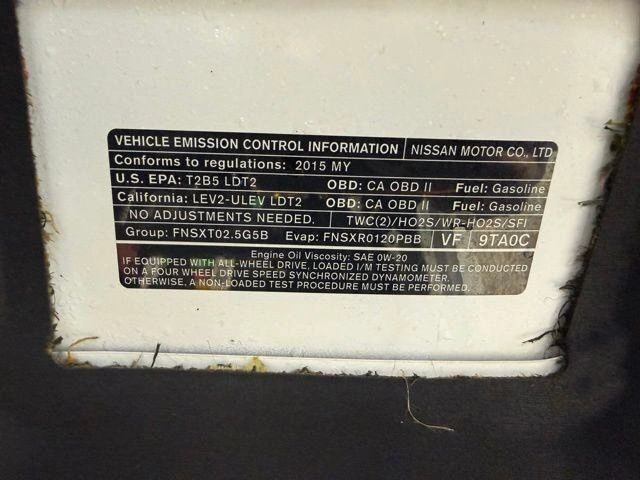 VEHICLE EMISSION CONTROL INFORMATION NISSAN MOTOR CO., LTD
Conforms to regulations: 2015 MY
U.S. EPA: T2B5 LDT2 OBD: CA OBD II Fuel: Gasoline
California: LEV2-ULEV LDT2 OBD: CA OBD II Fuel: Gasoline
NO ADJUSTMENTS NEEDED. TWC(2)/HO2S/WR-HO2S/SFI
Group: FNSXT02.5G5B Evap: FNSXR0120PBB VF 9TA0C
Engine Oil Viscosity: SAE 0W-20
IF EQUIPPED WITH ALL-WHEEL DRIVE, LOADED I/M TESTING MUST BE CONDUCTED
ON A FOUR WHEEL DRIVE SPEED SYNCHRONIZED DYNAMOMETER.
OTHERWISE, A NON-LOADED TEST PROCEDURE MUST BE PERFORMED.